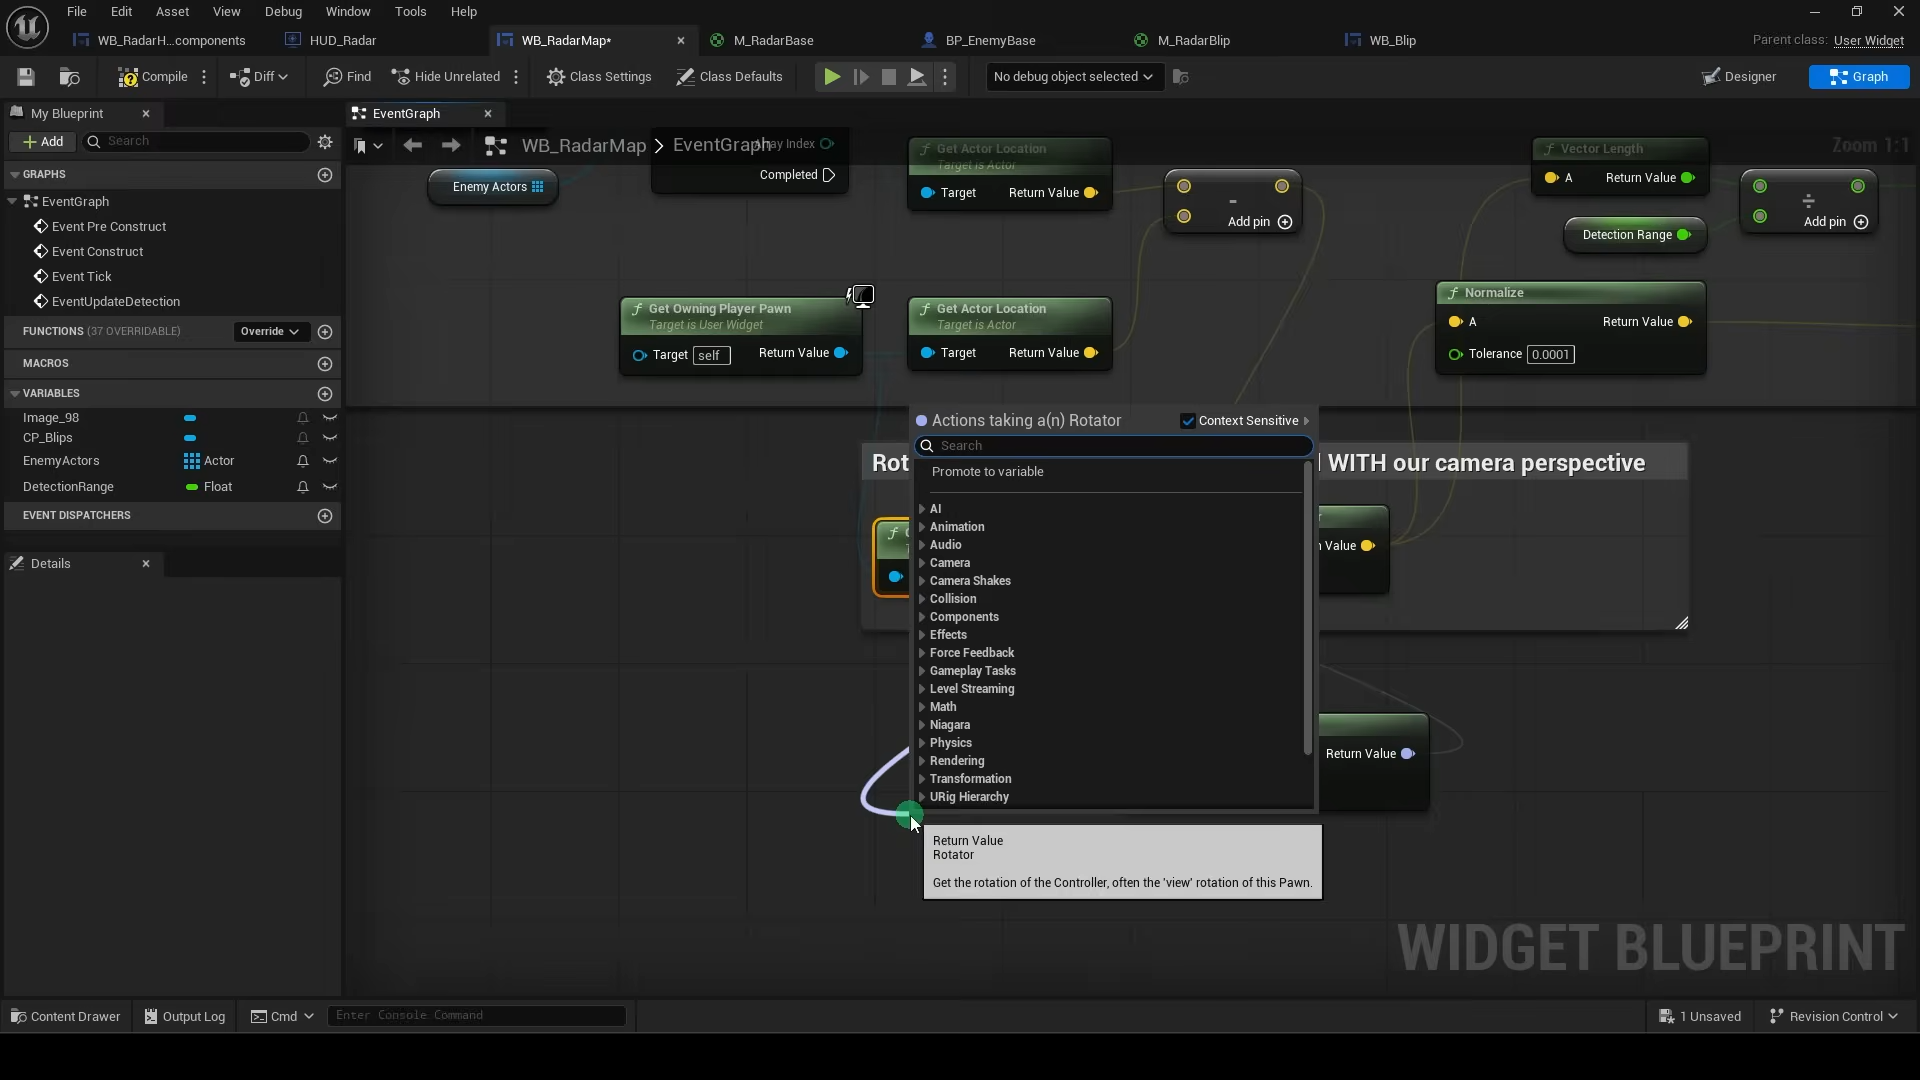 File Edit Asset View Debug Window Tools Help
WB_RadarH...components HUD_Radar WB_RadarMap* M_RadarBase BP_EnemyBase M_RadarBlip WB_Blip Parent class: User Widget
Compile Diff Find Hide Unrelated Class Settings Class Defaults No debug object selected Designer Graph
My Blueprint EventGraph
Add Search
WB_RadarMap > EventGraph Zoom 1:1
GRAPHS
EventGraph
Event Pre Construct
Event Construct
Event Tick
EventUpdateDetection
FUNCTIONS (37 OVERRIDABLE) Override
MACROS
VARIABLES
Image_98
CP_Blips
EnemyActors Actor
DetectionRange Float
EVENT DISPATCHERS
Details
Enemy Actors
Array Index
Completed
Get Actor Location
Target is Actor
Target Return Value
-
Add pin
Vector Length
A Return Value
Detection Range
÷
Add pin
Get Owning Player Pawn
Target is User Widget
Target self Return Value
Get Actor Location
Target is Actor
Target Return Value
Normalize
A Return Value
Tolerance 0.0001
WITH our camera perspective
Value
Return Value
Actions taking a(n) Rotator Context Sensitive
Search
Promote to variable
AI
Animation
Audio
Camera
Camera Shakes
Collision
Components
Effects
Force Feedback
Gameplay Tasks
Level Streaming
Math
Niagara
Physics
Rendering
Transformation
URig Hierarchy
Return Value
Rotator
Get the rotation of the Controller, often the 'view' rotation of this Pawn.
WIDGET BLUEPRINT
Content Drawer Output Log Cmd Enter Console Command 1 Unsaved Revision Control